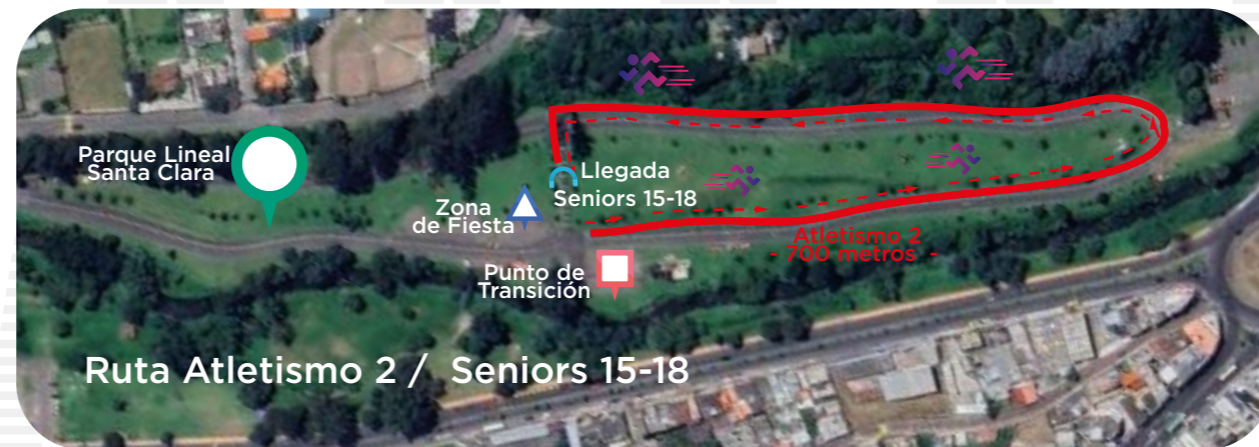 Parque Lineal
Santa Clara
Llegada
Seniors 15-18
Zona
de Fiesta
Atletismo 2
- 700 metros -
Punto de
Transición
Ruta Atletismo 2 / Seniors 15-18